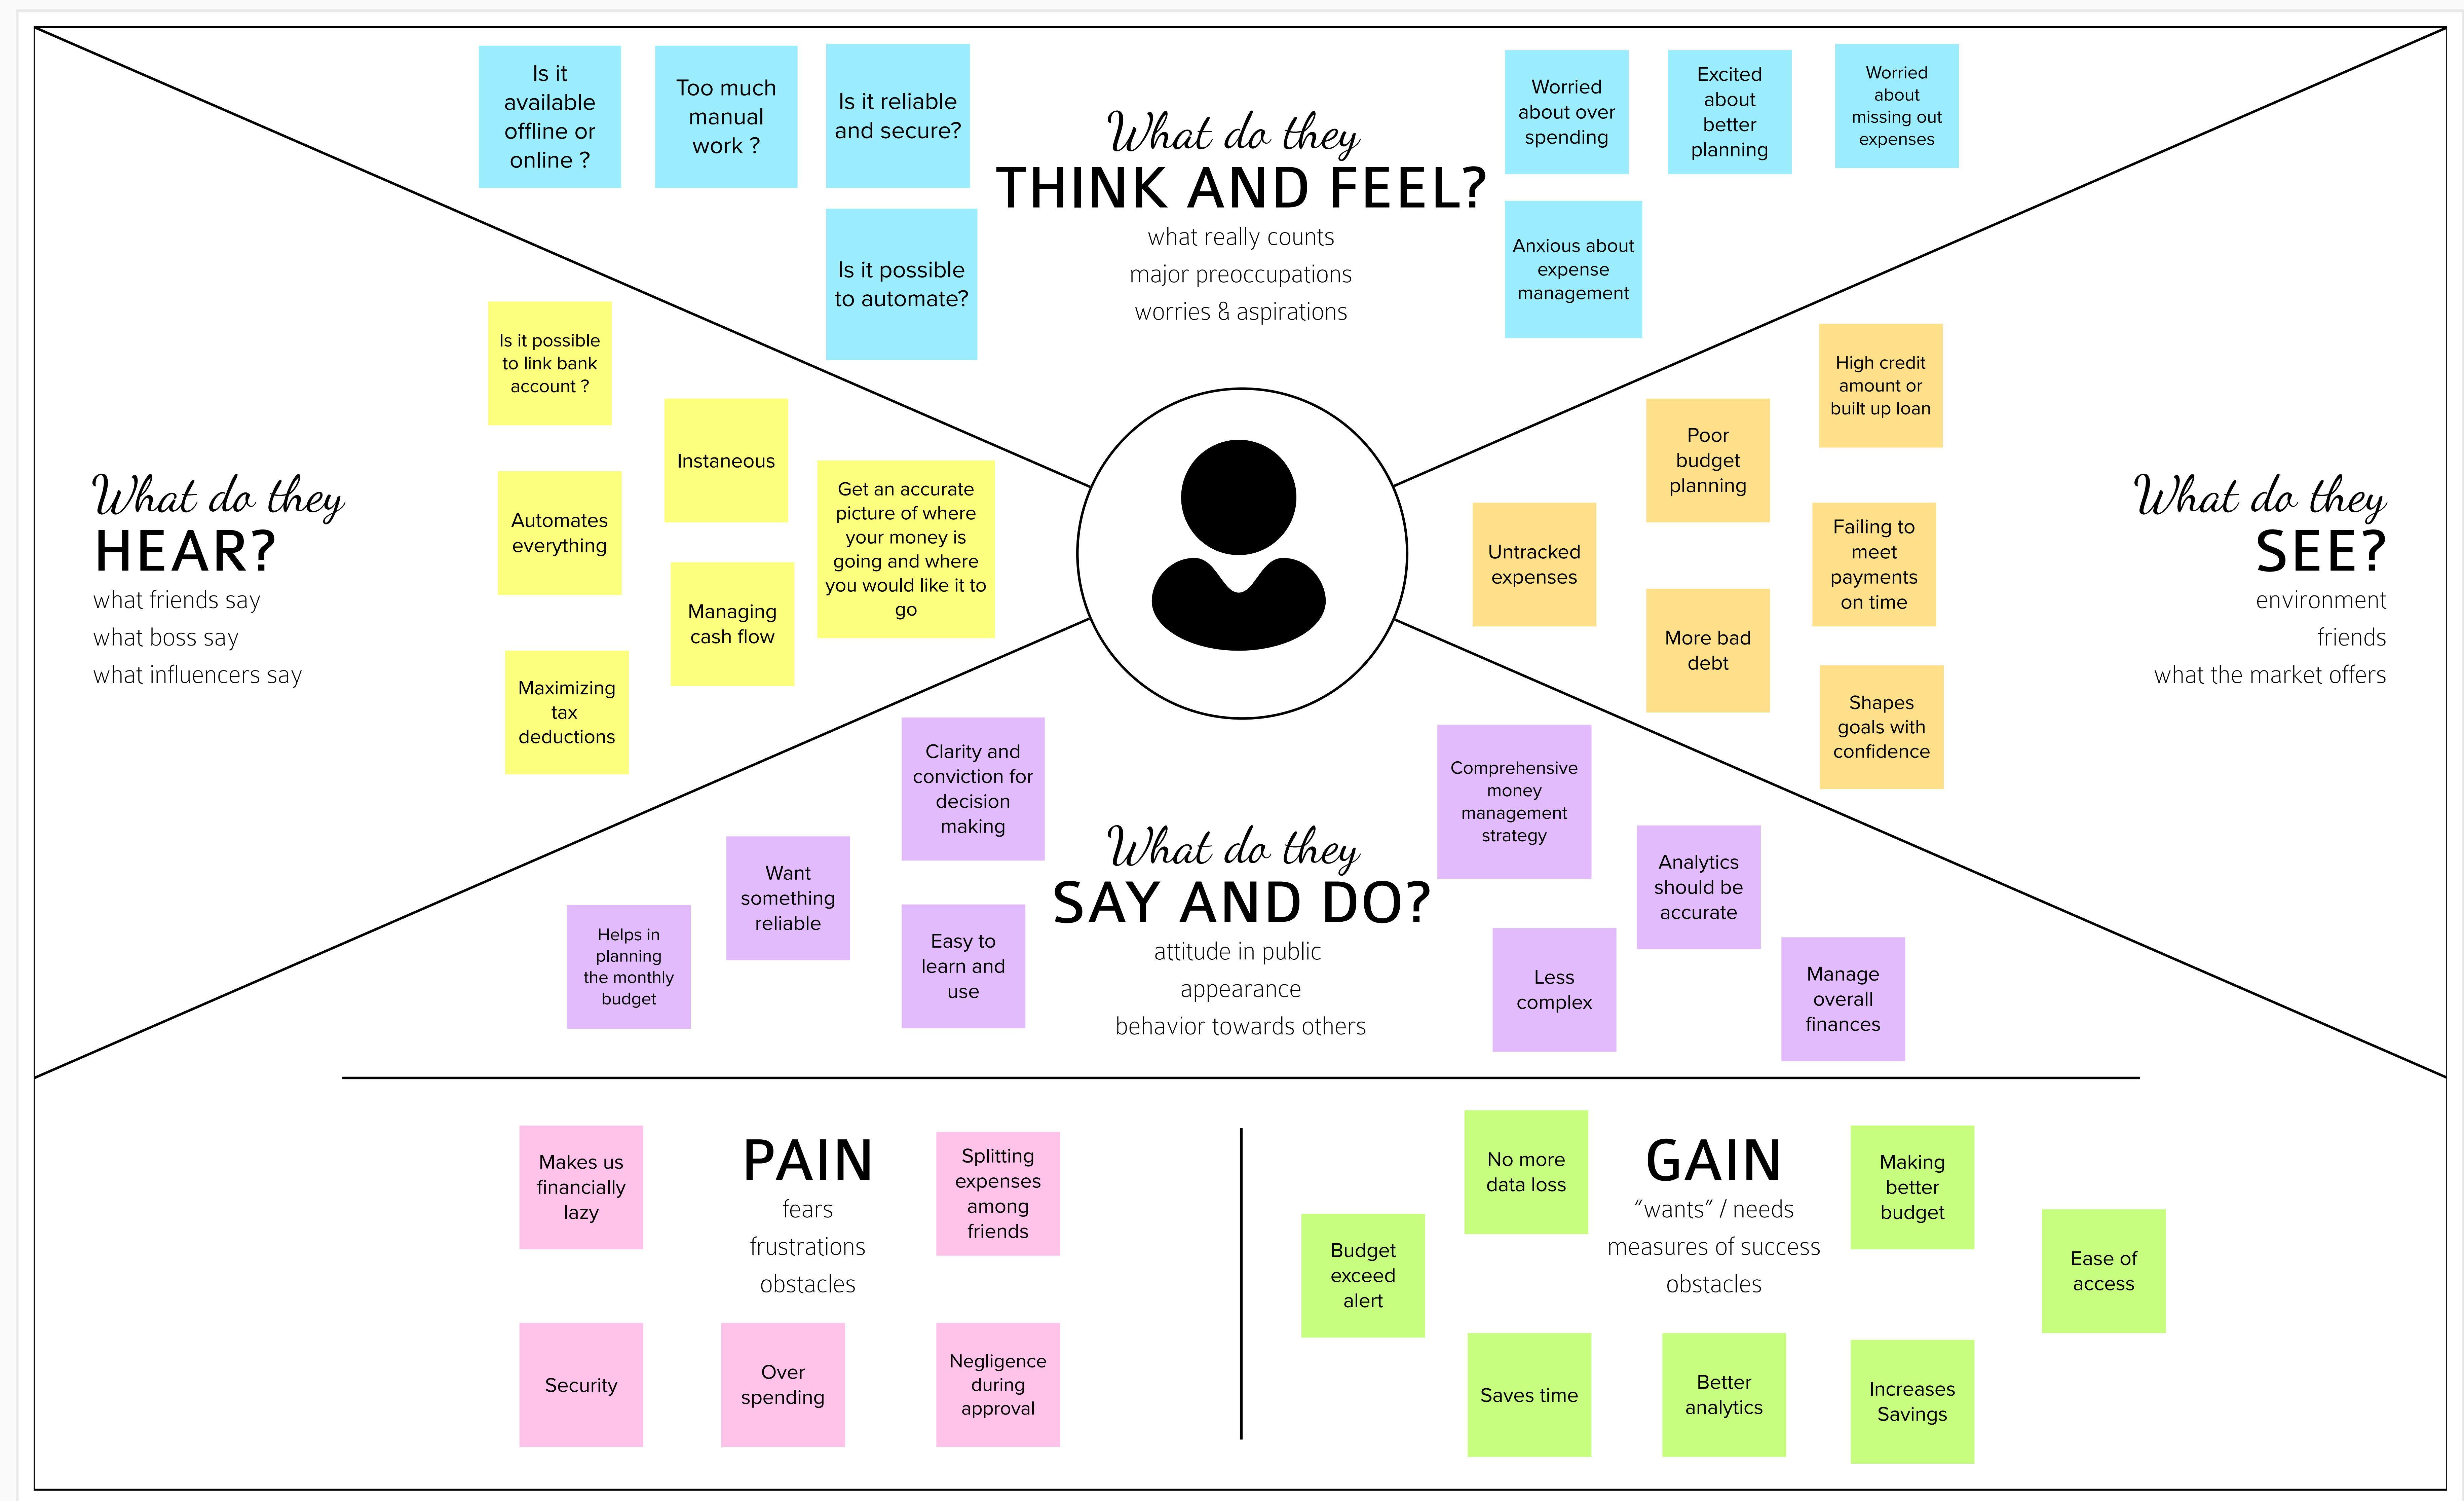 Is it
available
offline or
online ?
Too much
manual
work ?
Is it reliable
and secure?
Is it possible
to automate?
What do they
THINK AND FEEL?
what really counts
major preoccupations
worries & aspirations
Worried
about over
spending
Excited
about
better
planning
Worried
about
missing out
expenses
Anxious about
expense
management
What do they
HEAR?
what friends say
what boss say
what influencers say
Is it possible
to link bank
account ?
Instaneous
Automates
everything
Get an accurate
picture of where
your money is
going and where
you would like it to
go
Managing
cash flow
Maximizing
tax
deductions
High credit
amount or
built up loan
Poor
budget
planning
Untracked
expenses
Failing to
meet
payments
on time
More bad
debt
Shapes
goals with
confidence
What do they
SEE?
environment
friends
what the market offers
Clarity and
conviction for
decision
making
Want
something
reliable
Helps in
planning
the monthly
budget
Easy to
learn and
use
What do they
SAY AND DO?
attitude in public
appearance
behavior towards others
Comprehensive
money
management
strategy
Analytics
should be
accurate
Less
complex
Manage
overall
finances
Makes us
financially
lazy
PAIN
fears
frustrations
obstacles
Splitting
expenses
among
friends
Security
Over
spending
Negligence
during
approval
No more
data loss
Budget
exceed
alert
GAIN
“wants” / needs
measures of success
obstacles
Making
better
budget
Ease of
access
Saves time
Better
analytics
Increases
Savings